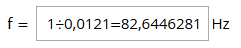 f = 1÷0,0121=82,6446281 Hz